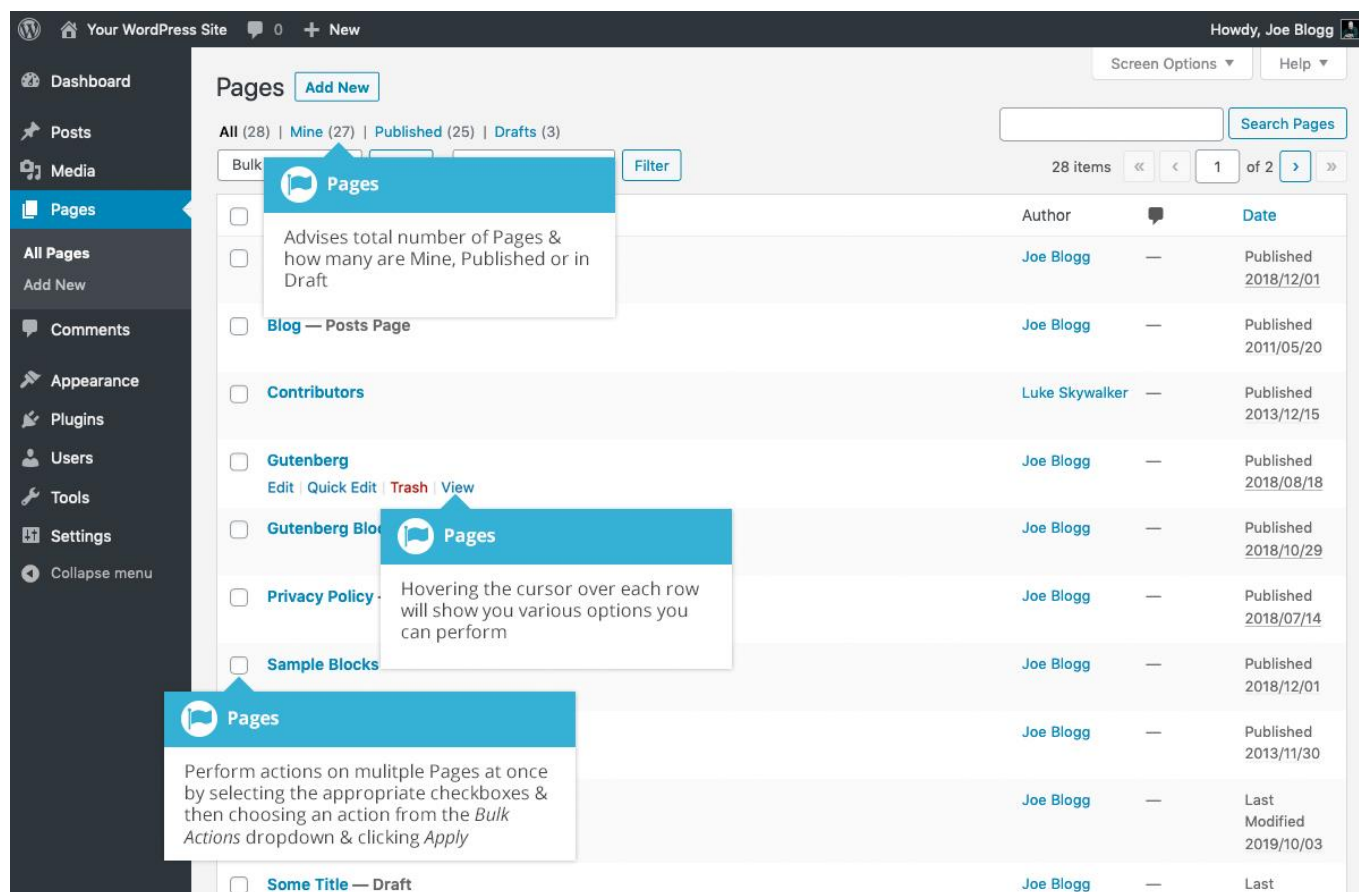 Your WordPress Site 0 + New Howdy, Joe Blogg
Screen Options Help
Dashboard
Posts
Media
Pages
All Pages
Add New
Comments
Appearance
Plugins
Users
Tools
Settings
Collapse menu
Pages Add New
All (28) | Mine (27) | Published (25) | Drafts (3)
Search Pages
Bulk Filter 28 items « ‹ 1 of 2 › »
Pages
Advises total number of Pages &
how many are Mine, Published or in
Draft
Author Date
Joe Blogg — Published
2018/12/01
Blog — Posts Page Joe Blogg — Published
2011/05/20
Contributors Luke Skywalker — Published
2013/12/15
Gutenberg Joe Blogg — Published
Edit | Quick Edit | Trash | View 2018/08/18
Gutenberg Joe Blogg — Published
2018/10/29
Pages
Hovering the cursor over each row
will show you various options you
can perform
Privacy Policy Joe Blogg — Published
2018/07/14
Sample Blocks Joe Blogg — Published
2018/12/01
Pages
Perform actions on mulitple Pages at once
by selecting the appropriate checkboxes &
then choosing an action from the Bulk
Actions dropdown & clicking Apply
Joe Blogg — Published
2013/11/30
Joe Blogg — Last
Modified
2019/10/03
Some Title — Draft Joe Blogg — Last